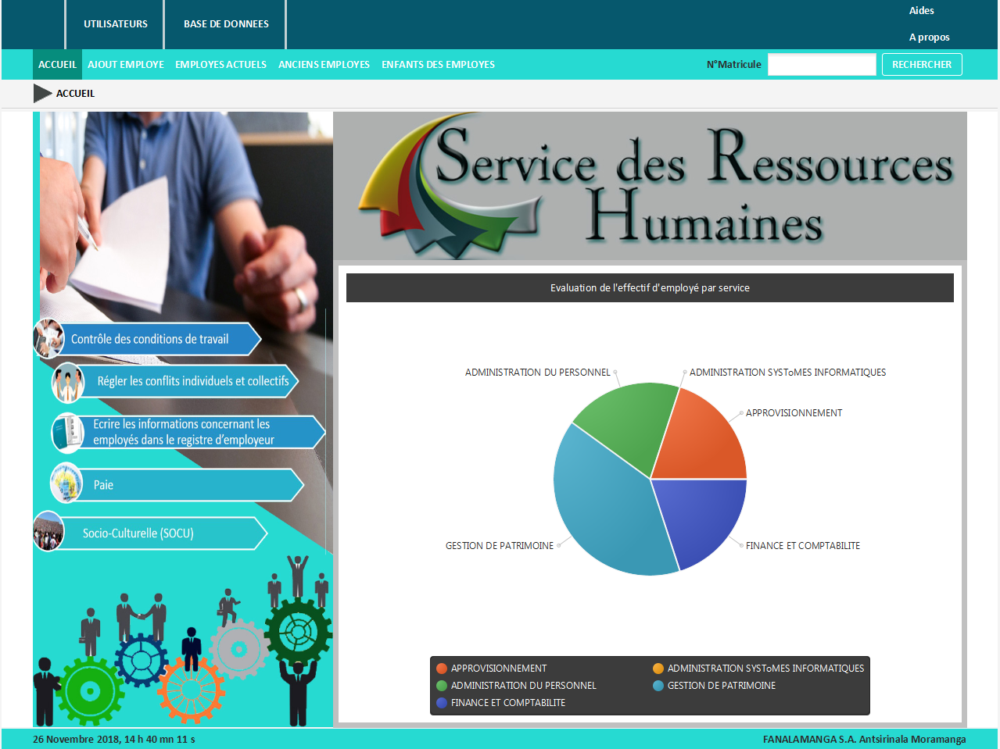 UTILISATEURS
BASE DE DONNEES
Aides
A propos
ACCUEIL AJOUT EMPLOYE EMPLOYES ACTUELS ANCIENS EMPLOYES ENFANTS DES EMPLOYES
N°Matricule RECHERCHER
ACCUEIL
Service des Ressources
Humaines
Contrôle des conditions de travail
Régler les conflits individuels et collectifs
Ecrire les informations concernant les
employés dans le registre d'employeur
Paie
Socio-Culturelle (SOCU)
Evaluation de l'effectif d'employé par service
ADMINISTRATION DU PERSONNEL
ADMINISTRATION SYSToMES INFORMATIQUES
APPROVISIONNEMENT
GESTION DE PATRIMOINE
FINANCE ET COMPTABILITE
APPROVISIONNEMENT
ADMINISTRATION SYSToMES INFORMATIQUES
ADMINISTRATION DU PERSONNEL
GESTION DE PATRIMOINE
FINANCE ET COMPTABILITE
26 Novembre 2018, 14 h 40 mn 11 s
FANALAMANGA S.A. Antsirinala Moramanga